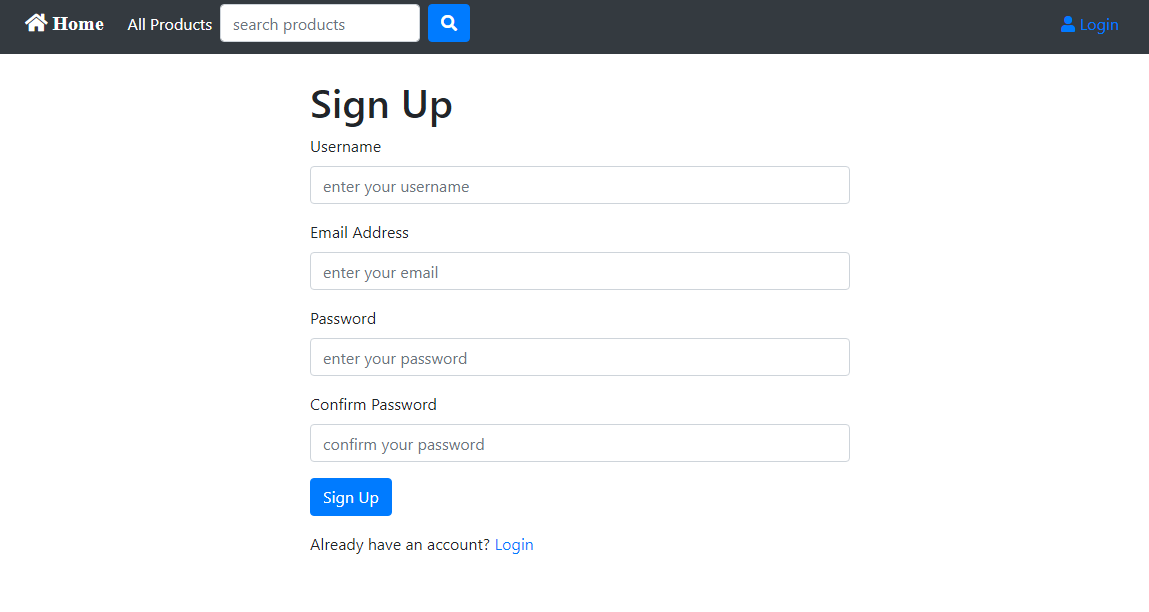 Home All Products search products Login
Sign Up
Username
enter your username
Email Address
enter your email
Password
enter your password
Confirm Password
confirm your password
Sign Up
Already have an account? Login